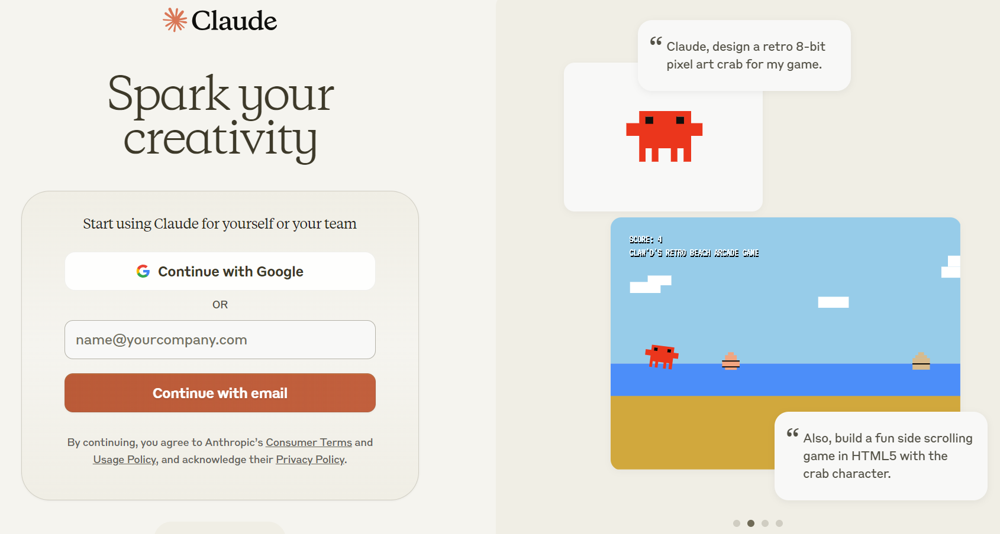 Claude
Spark your
creativity
Start using Claude for yourself or your team
Continue with Google
OR
name@yourcompany.com
Continue with email
By continuing, you agree to Anthropic’s Consumer Terms and
Usage Policy, and acknowledge their Privacy Policy.
“ Claude, design a retro 8-bit
pixel art crab for my game.
SCORE: 4
CLAW'D'S RETRO BEACH ARCADE GAME
“ Also, build a fun side scrolling
game in HTML5 with the
crab character.